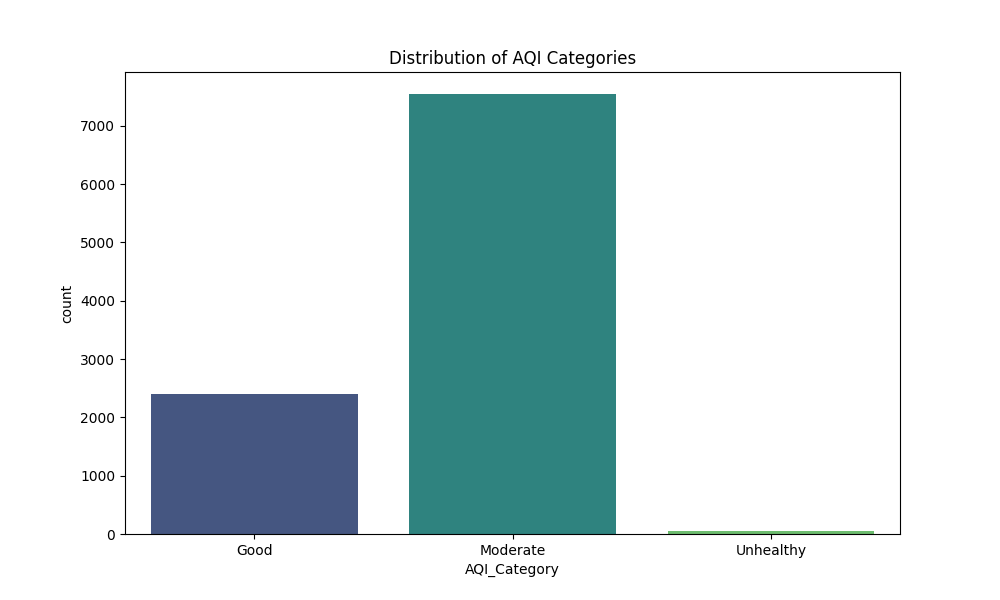 Distribution of AQI Categories
7000
6000
5000
4000
3000
2000
1000
0
count
Good Moderate Unhealthy
AQI_Category